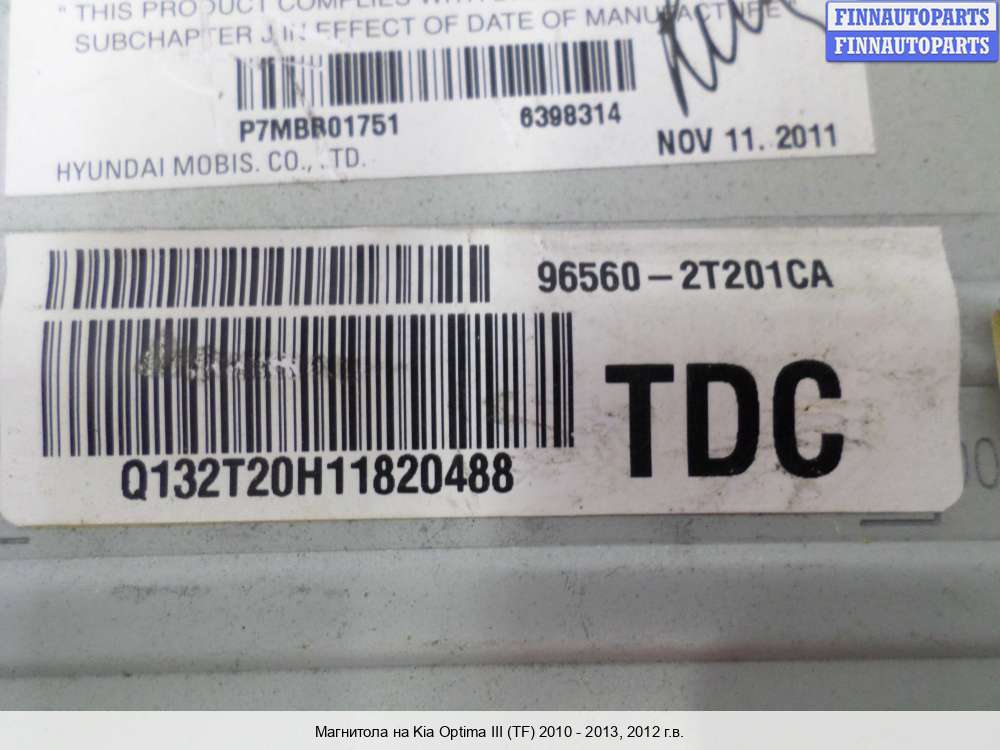 " THIS PRODUCT COMPLIES WITH
SUBCHAPTER J IN EFFECT OF DATE OF MANUFACTURE "
P7MBR01751
6398314
NOV 11. 2011
HYUNDAI MOBIS. CO., .TD.
96560-2T201CA
TDC
Q132T20H11820488
FINNAUTOPARTS
FINNAUTOPARTS
Магнитола на Kia Optima III (TF) 2010 - 2013, 2012 г.в.